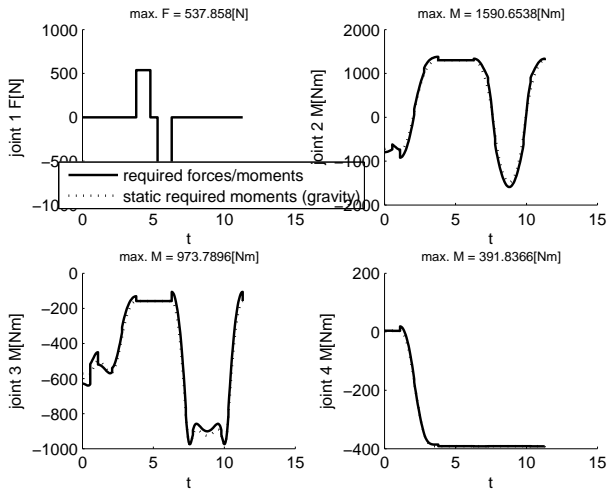 max. F = 537.858[N]
1000
500
0
−500
−1000
0 5 10 15
joint 1 F[N]
t
max. M = 1590.6538[Nm]
2000
1000
0
−1000
−2000
0 5 10 15
joint 2 M[Nm]
t
required forces/moments
static required moments (gravity)
max. M = 973.7896[Nm]
0
−200
−400
−600
−800
−1000
0 5 10 15
joint 3 M[Nm]
t
max. M = 391.8366[Nm]
200
0
−200
−400
0 5 10 15
joint 4 M[Nm]
t